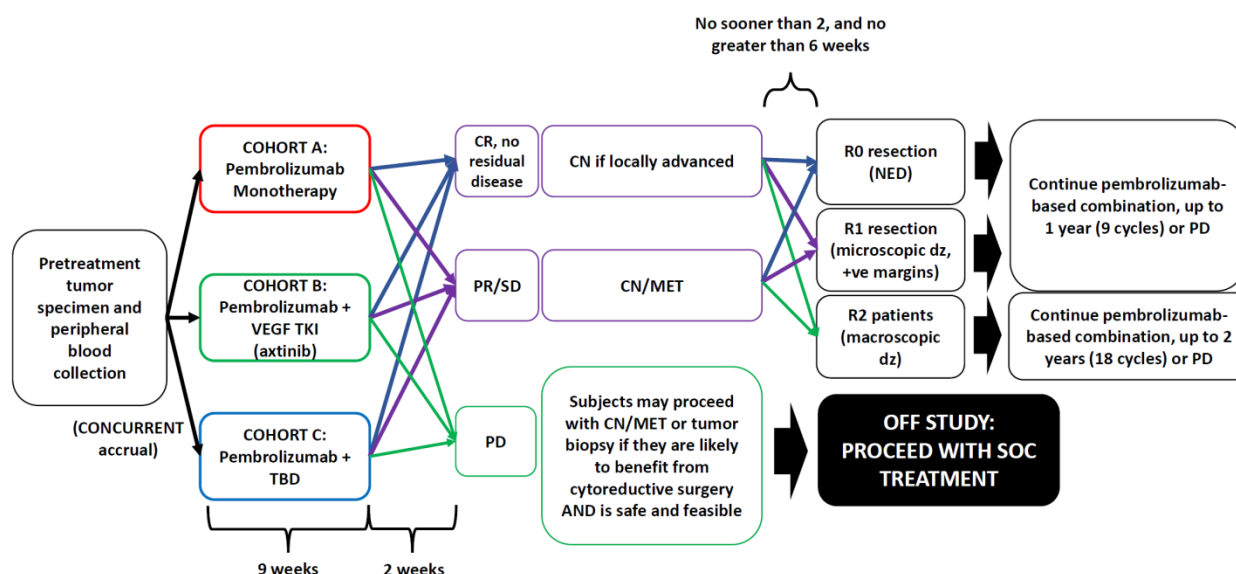 No sooner than 2, and no
greater than 6 weeks
Pretreatment
tumor
specimen and
peripheral
blood
collection
(CONCURRENT
accrual)
COHORT A:
Pembrolizumab
Monotherapy
COHORT B:
Pembrolizumab +
VEGF TKI
(axtinib)
COHORT C:
Pembrolizumab +
TBD
9 weeks
2 weeks
CR, no
residual
disease
CN if locally advanced
PR/SD
CN/MET
PD
Subjects may proceed
with CN/MET or tumor
biopsy if they are likely
to benefit from
cytoreductive surgery
AND is safe and feasible
R0 resection
(NED)
R1 resection
(microscopic dz,
+ve margins)
R2 patients
(macroscopic
dz)
Continue pembrolizumab-
based combination, up to
1 year (9 cycles) or PD
Continue pembrolizumab-
based combination, up to 2
years (18 cycles) or PD
OFF STUDY:
PROCEED WITH SOC
TREATMENT